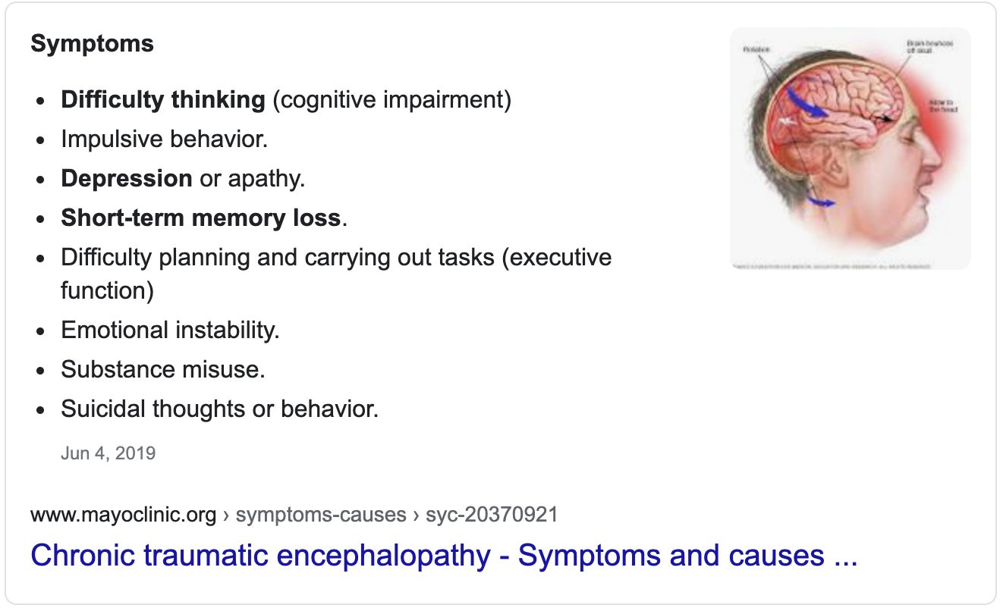 Symptoms
• Difficulty thinking (cognitive impairment)
• Impulsive behavior.
• Depression or apathy.
• Short-term memory loss.
• Difficulty planning and carrying out tasks (executive
function)
• Emotional instability.
• Substance misuse.
• Suicidal thoughts or behavior.
Jun 4, 2019
www.mayoclinic.org › symptoms-causes › syc-20370921
Chronic traumatic encephalopathy - Symptoms and causes ...
Rotation
Brain bounces
off skull
Blow to
the head